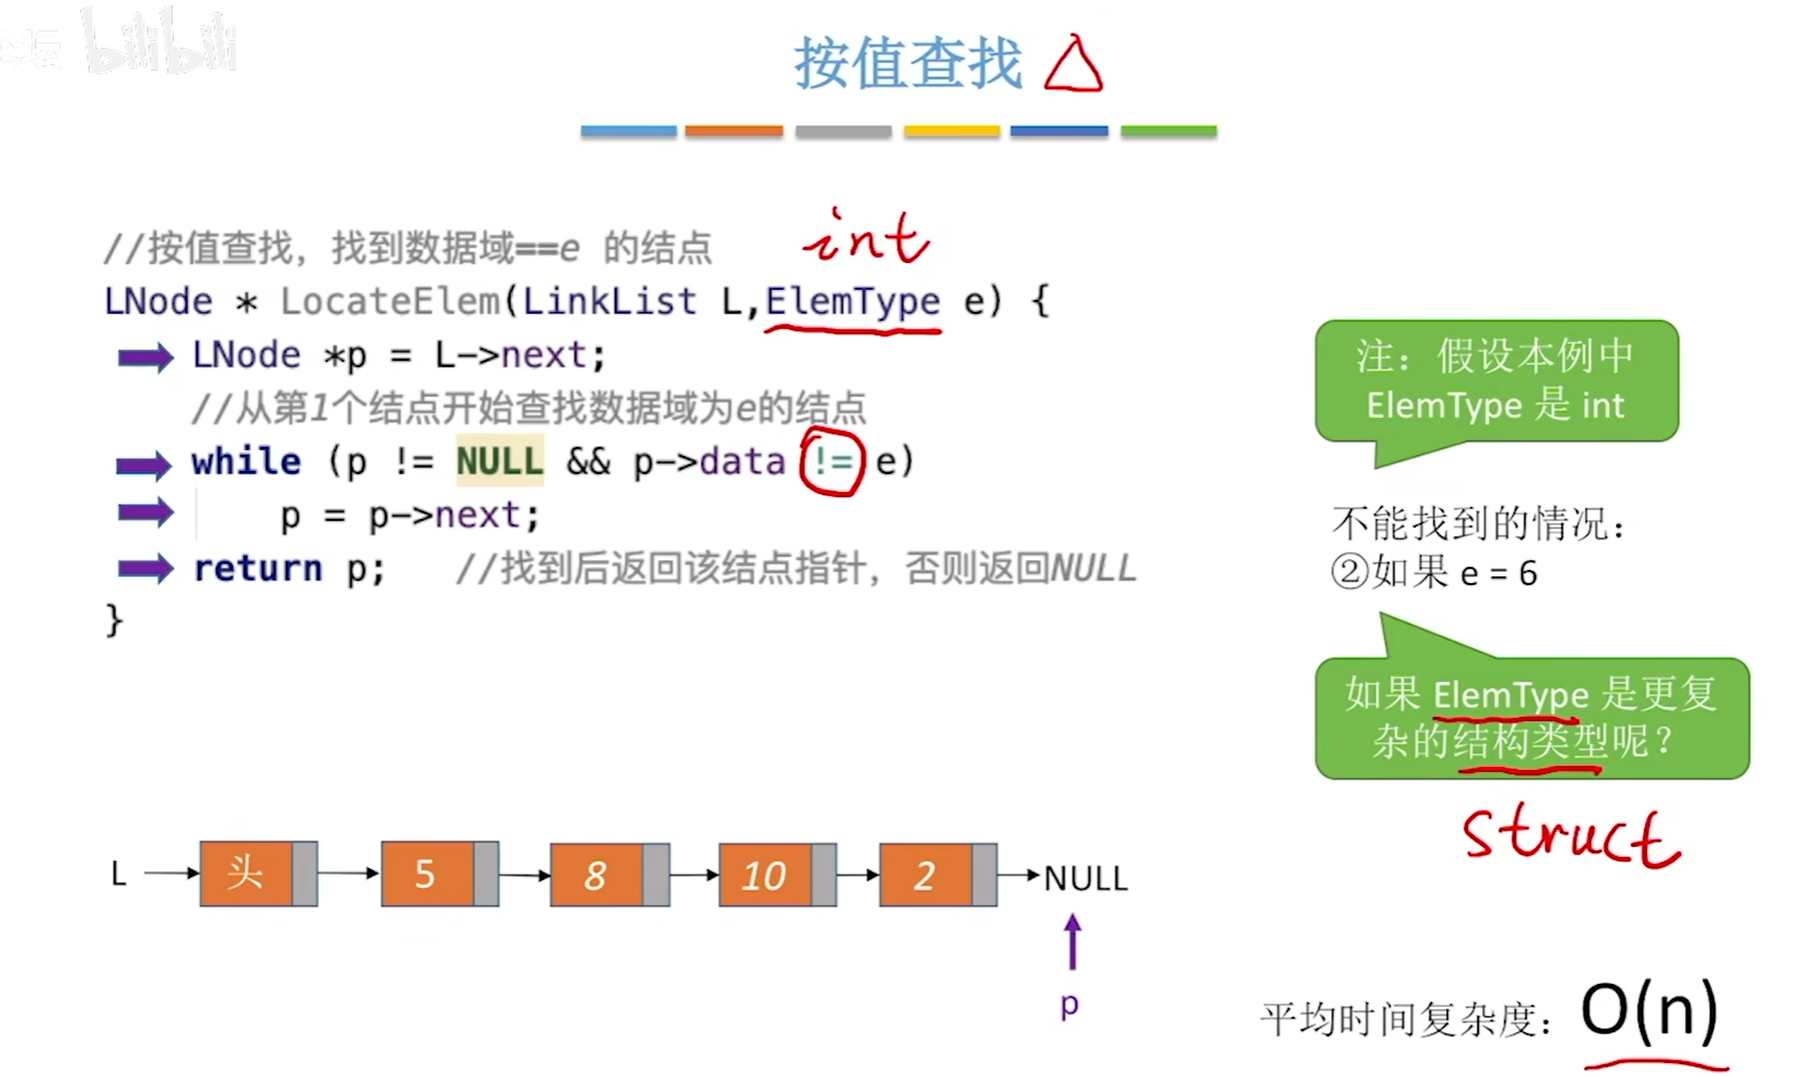 bilibili
按值查找
int
//按值查找，找到数据域==e 的结点
LNode * LocateElem(LinkList L,ElemType e) {
LNode *p = L->next;
//从第1个结点开始查找数据域为e的结点
while (p != NULL && p->data != e)
p = p->next;
return p; //找到后返回该结点指针，否则返回NULL
}
注：假设本例中
ElemType 是 int
不能找到的情况：
②如果 e = 6
如果 ElemType 是更复
杂的结构类型呢？
struct
L 头 5 8 10 2 NULL
p
平均时间复杂度：O(n)